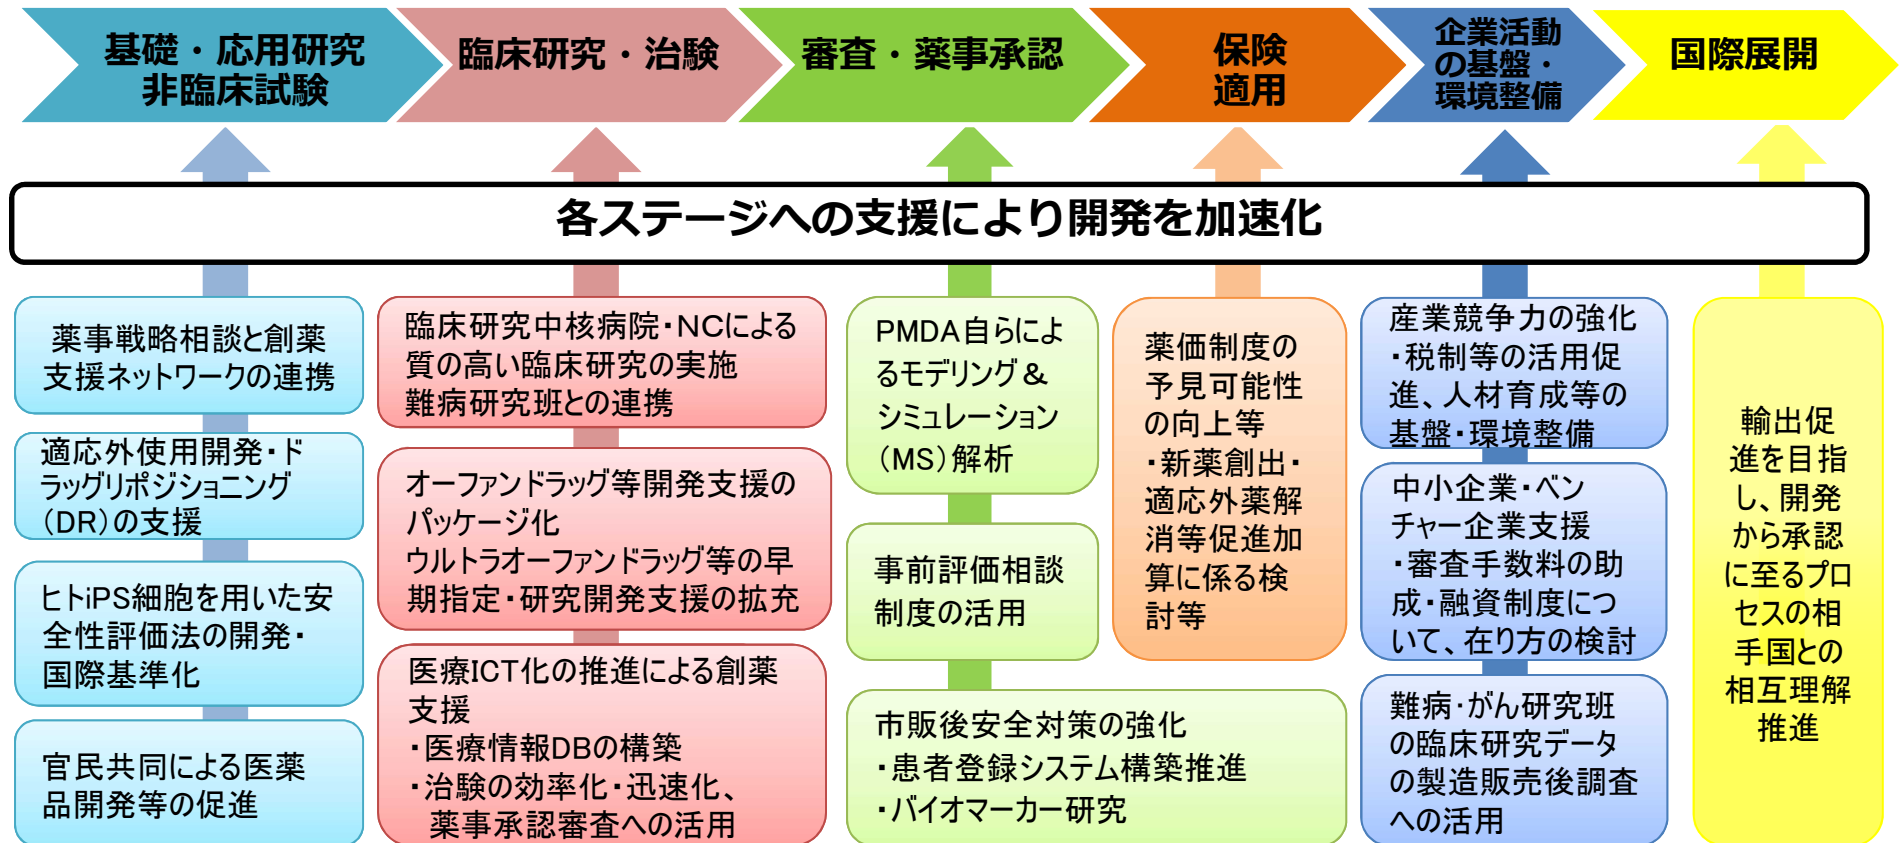 基礎・応用研究
非臨床試験
臨床研究・治験
審査・薬事承認
保険
適用
企業活動
の基盤・
環境整備
国際展開
各ステージへの支援により開発を加速化
薬事戦略相談と創薬
支援ネットワークの連携
適応外使用開発・ド
ラッグリポジショニング
（DR）の支援
ヒトiPS細胞を用いた安
全性評価法の開発・
国際基準化
官民共同による医薬
品開発等の促進
臨床研究中核病院・NCによる
質の高い臨床研究の実施
難病研究班との連携
オーファンドラッグ等開発支援の
パッケージ化
ウルトラオーファンドラッグ等の早
期指定・研究開発支援の拡充
医療ICT化の推進による創薬
支援
・医療情報DBの構築
・治験の効率化・迅速化、
薬事承認審査への活用
PMDA自らによ
るモデリング＆
シミュレーション
（MS）解析
事前評価相談
制度の活用
市販後安全対策の強化
・患者登録システム構築推進
・バイオマーカー研究
薬価制度の
予見可能性
の向上等
・新薬創出・
適応外薬解
消等促進加
算に係る検
討等
産業競争力の強化
・税制等の活用促
進、人材育成等の
基盤・環境整備
中小企業・ベン
チャー企業支援
・審査手数料の助
成・融資制度につ
いて、在り方の検討
難病・がん研究班
の臨床研究データ
の製造販売後調査
への活用
輸出促
進を目指
し、開発
から承認
に至るプロ
セスの相
手国との
相互理解
推進